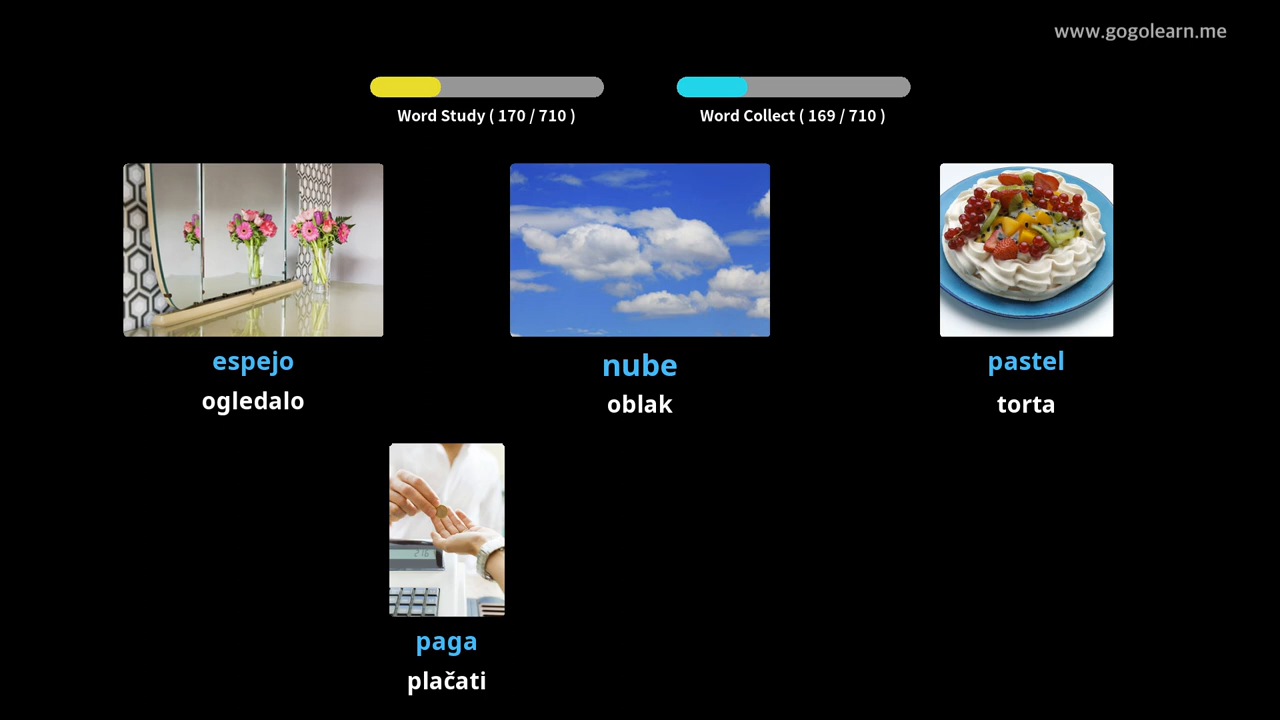 www.gogolearn.me
Word Study ( 170 / 710 )
Word Collect ( 169 / 710 )
espejo
ogledalo
nube
oblak
pastel
torta
paga
plačati